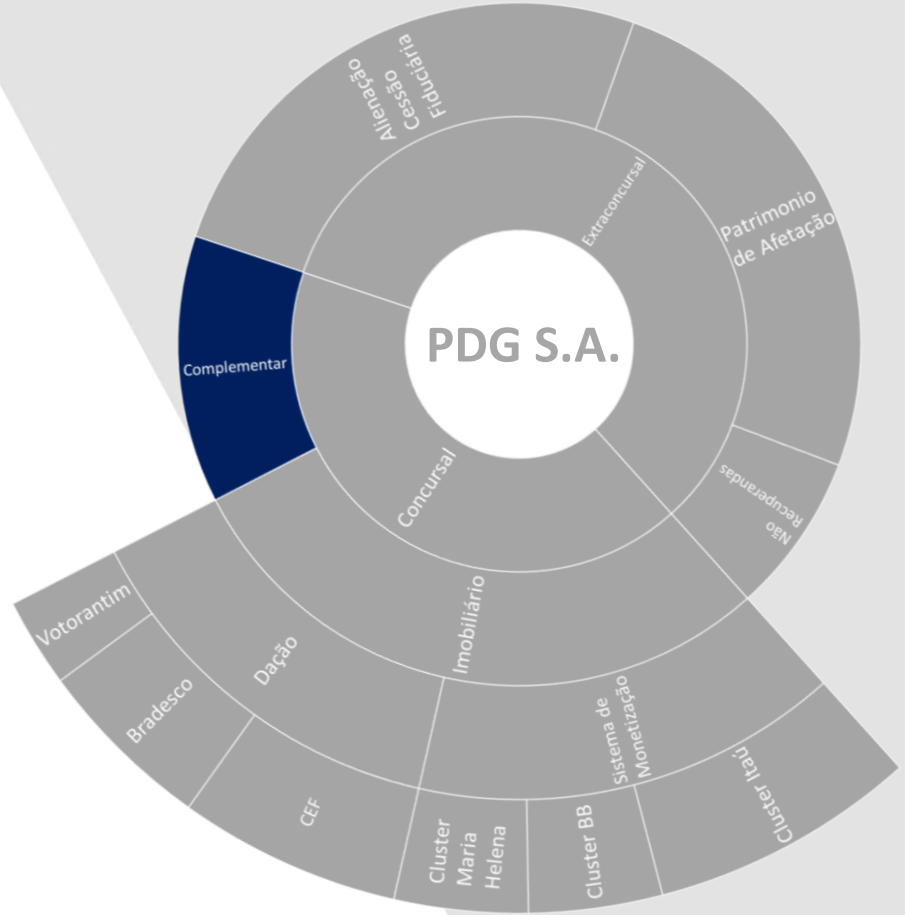 PDG S.A.
Extraconcursal
Alienação
Cessão
Fiduciária
Patrimonio
de Afetação
Não
Recuperandas
Concursal
Complementar
Imobiliário
Dação
Votorantim
Bradesco
CEF
Sistema de
Monetização
Cluster
Maria
Helena
Cluster BB
Cluster Itaú